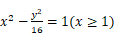 x² − y²/16 = 1(x ≥ 1)